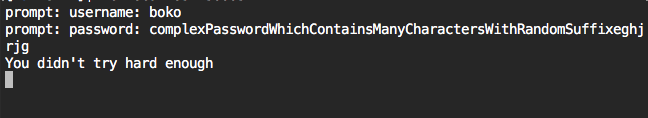 prompt: username: boko
prompt: password: complexPasswordWhichContainsManyCharactersWithRandomSuffixeghj
rjg
You didn't try hard enough